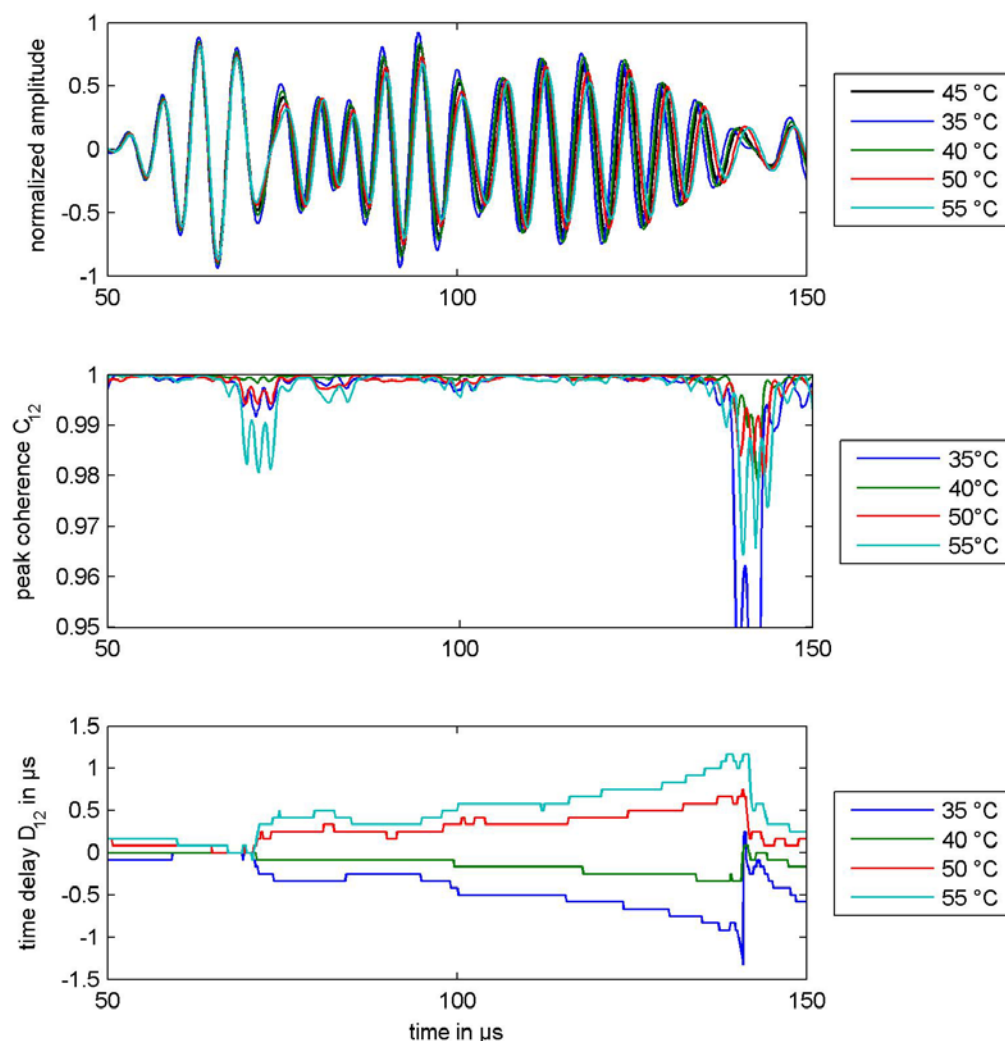 normalized amplitude
1
0.5
0
-0.5
-1
50
100
150
45 °C
35 °C
40 °C
50 °C
55 °C
peak coherence C12
1
0.99
0.98
0.97
0.96
0.95
50
100
150
35°C
40°C
50°C
55°C
time delay D12 in µs
1.5
1
0.5
0
-0.5
-1
-1.5
50
100
150
time in µs
35 °C
40 °C
50 °C
55 °C